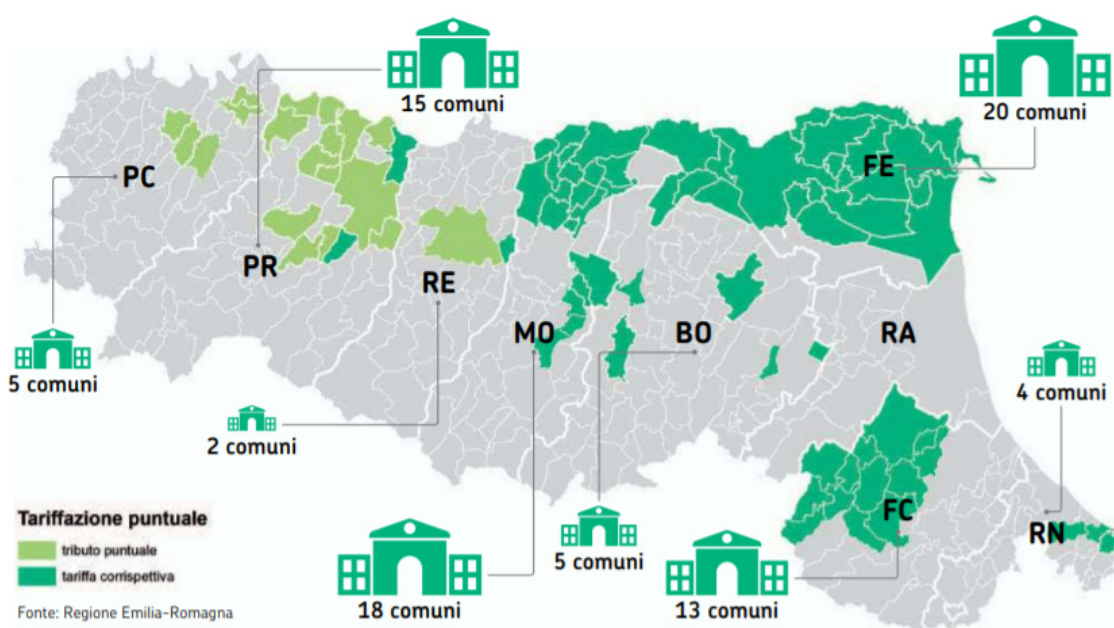 15 comuni
20 comuni
PC
FE
PR
RE
MO
BO
RA
5 comuni
4 comuni
2 comuni
FC
RN
Tariffazione puntuale
tributo puntuale
tariffa corrispettiva
5 comuni
18 comuni
13 comuni
Fonte: Regione Emilia-Romagna